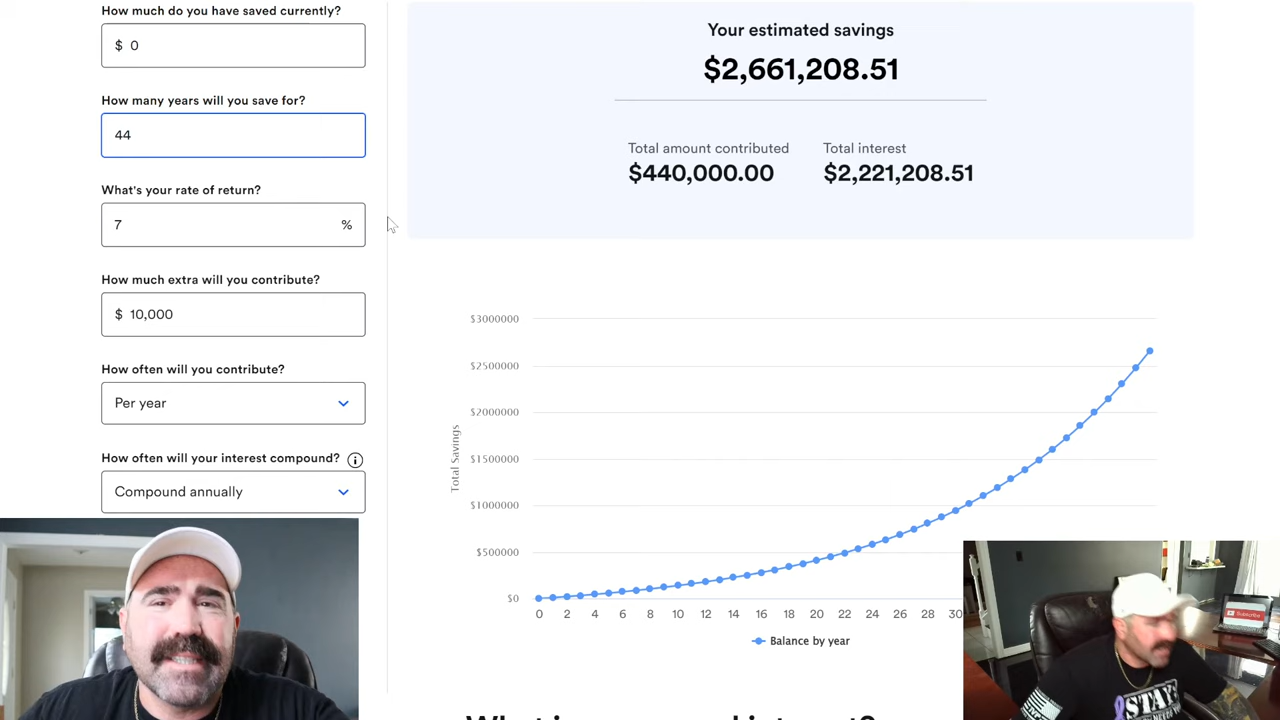 How much do you have saved currently?
$ 0
How many years will you save for?
44
What's your rate of return?
7 %
How much extra will you contribute?
$ 10,000
How often will you contribute?
Per year
How often will your interest compound?
Compound annually
Your estimated savings
$2,661,208.51
Total amount contributed
$440,000.00
Total interest
$2,221,208.51
Total Savings
$3000000
$2500000
$2000000
$1500000
$1000000
$500000
$0
0 2 4 6 8 10 12 14 16 18 20 22 24 26 28 30
Balance by year
Subscribe
STAY